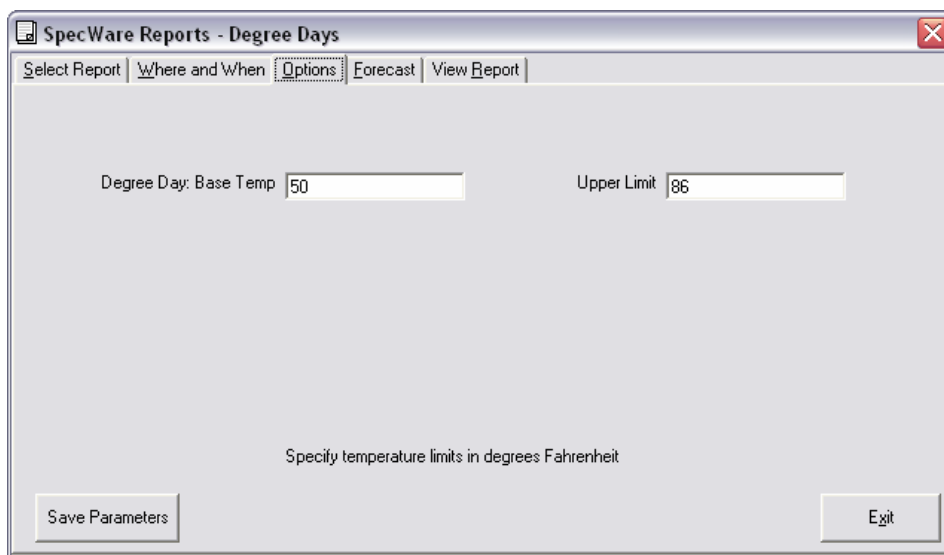 SpecWare Reports - Degree Days
Select Report Where and When Options Forecast View Report
Degree Day: Base Temp 50 Upper Limit 86
Specify temperature limits in degrees Fahrenheit
Save Parameters Exit